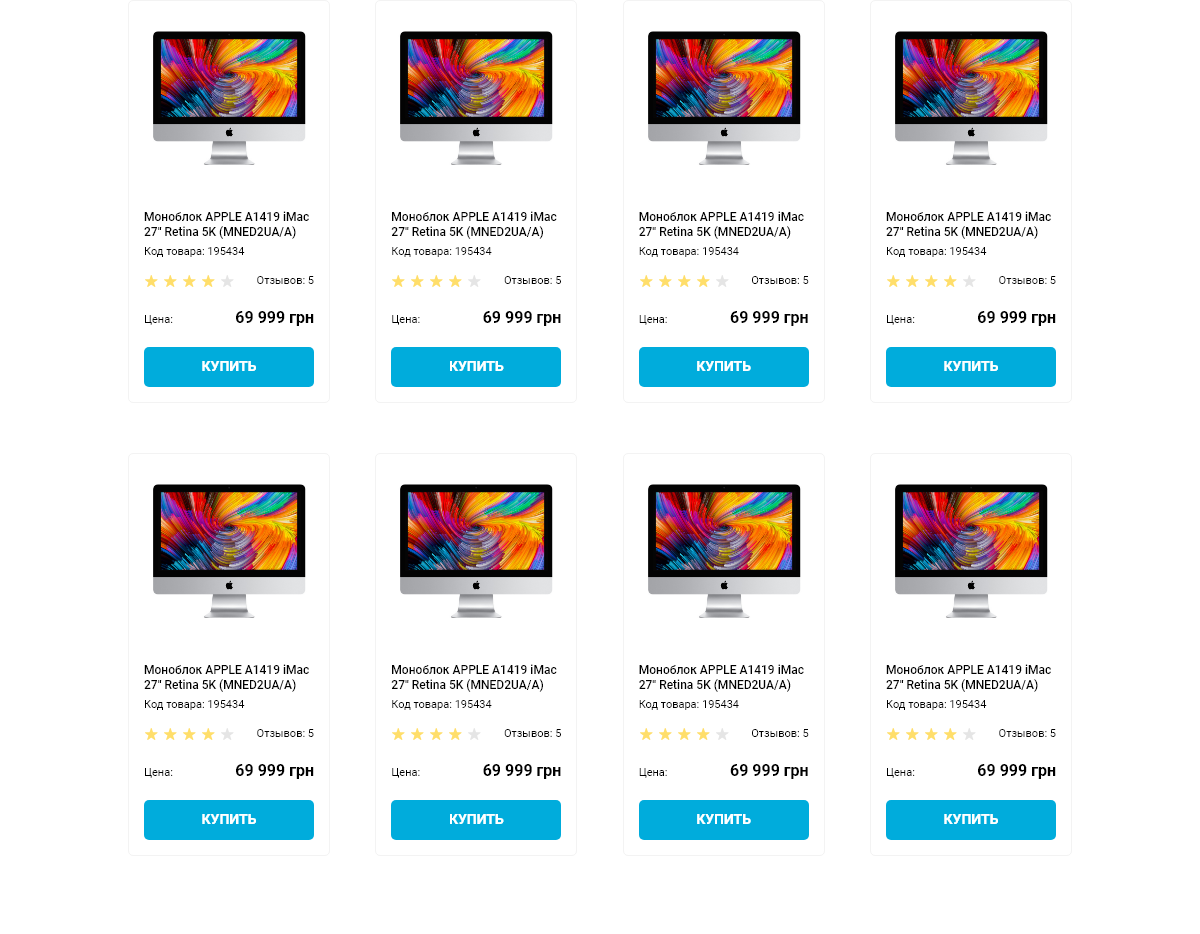 Моноблок APPLE A1419 iMac
27" Retina 5K (MNED2UA/A)
Код товара: 195434
Отзывов: 5
Цена: 69 999 грн
КУПИТЬ
Моноблок APPLE A1419 iMac
27" Retina 5K (MNED2UA/A)
Код товара: 195434
Отзывов: 5
Цена: 69 999 грн
КУПИТЬ
Моноблок APPLE A1419 iMac
27" Retina 5K (MNED2UA/A)
Код товара: 195434
Отзывов: 5
Цена: 69 999 грн
КУПИТЬ
Моноблок APPLE A1419 iMac
27" Retina 5K (MNED2UA/A)
Код товара: 195434
Отзывов: 5
Цена: 69 999 грн
КУПИТЬ
Моноблок APPLE A1419 iMac
27" Retina 5K (MNED2UA/A)
Код товара: 195434
Отзывов: 5
Цена: 69 999 грн
КУПИТЬ
Моноблок APPLE A1419 iMac
27" Retina 5K (MNED2UA/A)
Код товара: 195434
Отзывов: 5
Цена: 69 999 грн
КУПИТЬ
Моноблок APPLE A1419 iMac
27" Retina 5K (MNED2UA/A)
Код товара: 195434
Отзывов: 5
Цена: 69 999 грн
КУПИТЬ
Моноблок APPLE A1419 iMac
27" Retina 5K (MNED2UA/A)
Код товара: 195434
Отзывов: 5
Цена: 69 999 грн
КУПИТЬ